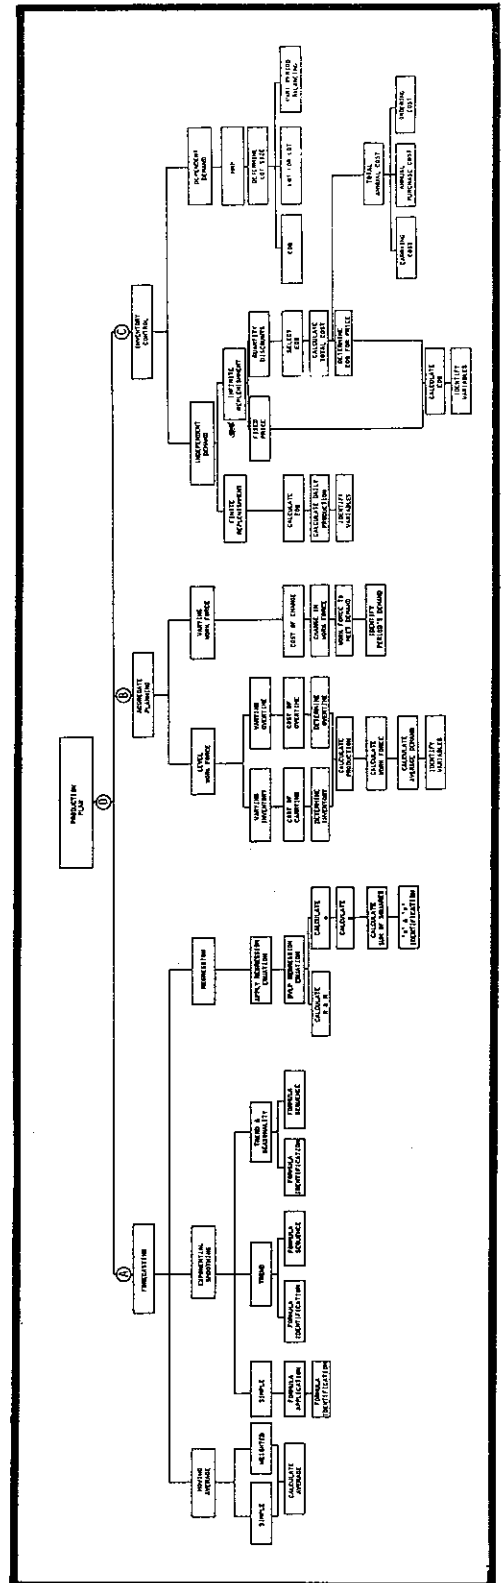 PRODUCTION
PLAN
D
A
FORECASTING
MOVING
AVERAGE
SIMPLE
WEIGHTED
CALCULATE
AVERAGE
EXPONENTIAL
SMOOTHING
SIMPLE
FORMULA
APPLICATION
FORMULA
IDENTIFICATION
TREND
FORMULA
IDENTIFICATION
FORMULA
SEQUENCE
TREND &
SEASONALITY
FORMULA
IDENTIFICATION
FORMULA
SEQUENCE
REGRESSION
APPLY REGRESSION
EQUATION
DVLP REGRESSION
EQUATION
CALCULATE
CALCULATE
CALCULATE
CALCULATE
SUM OF SQUARES
IDENTIFICATION
B
AGGREGATE
PLANNING
LEVEL
WORK FORCE
VARYING
INVENTORY
COST OF
CARRYING
DETERMINE
INVENTORY
VARYING
OVERTIME
COST OF
OVERTIME
DETERMINE
OVERTIME
CALCULATE
PRODUCTION
CALCULATE
WORK FORCE
CALCULATE
AVERAGE DEMAND
IDENTIFY
VARIABLES
VARYING
WORK FORCE
COST OF CHANGE
CHANGE IN
WORK FORCE
WORK FORCE TO
MEET DEMAND
IDENTIFY
PERIOD'S DEMAND
C
INVENTORY
CONTROL
INDEPENDENT
DEMAND
FINITE
REPLENISHMENT
CALCULATE
EOQ
CALCULATE DAILY
PRODUCTION
IDENTIFY
VARIABLES
INFINITE
REPLENISHMENT
FIXED
PRICE
QUANTITY
DISCOUNTS
SELECT
EOQ
CALCULATE
TOTAL COST
DETERMINE
EOQ FOR PRICE
CALCULATE
EOQ
IDENTIFY
VARIABLES
TOTAL
ANNUAL COST
CARRYING
COST
ANNUAL
PURCHASE COST
ORDERING
COST
DEPENDENT
DEMAND
MRP
DETERMINE
LOT SIZE
EOQ
LOT FOR LOT
PART PERIOD
BALANCING